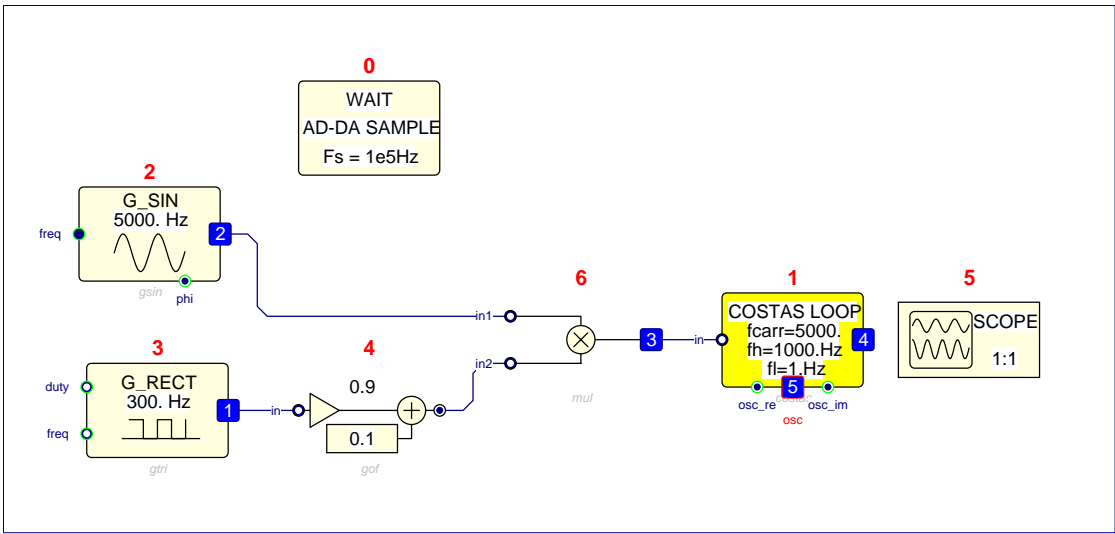 0
WAIT
AD-DA SAMPLE
Fs = 1e5Hz
2
G_SIN
5000. Hz
freq
2
gsin
phi
6
1
5
in1
COSTAS LOOP
fcarr=5000.
fh=1000.Hz
fl=1.Hz
3
in
4
SCOPE
1:1
3
4
in2
duty
G_RECT
300. Hz
0.9
mul
5
osc_re
osc_im
osc
1
in
freq
0.1
gtri
gof